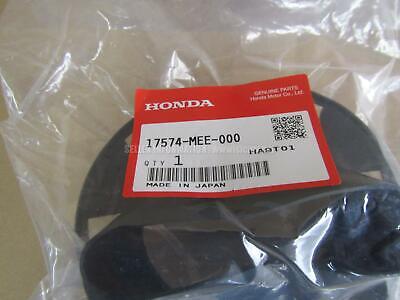 GENUINE PARTS
Honda Motor Co., Ltd.
HONDA
17574-MEE-000
HA9T01
QTY 1
MADE IN JAPAN